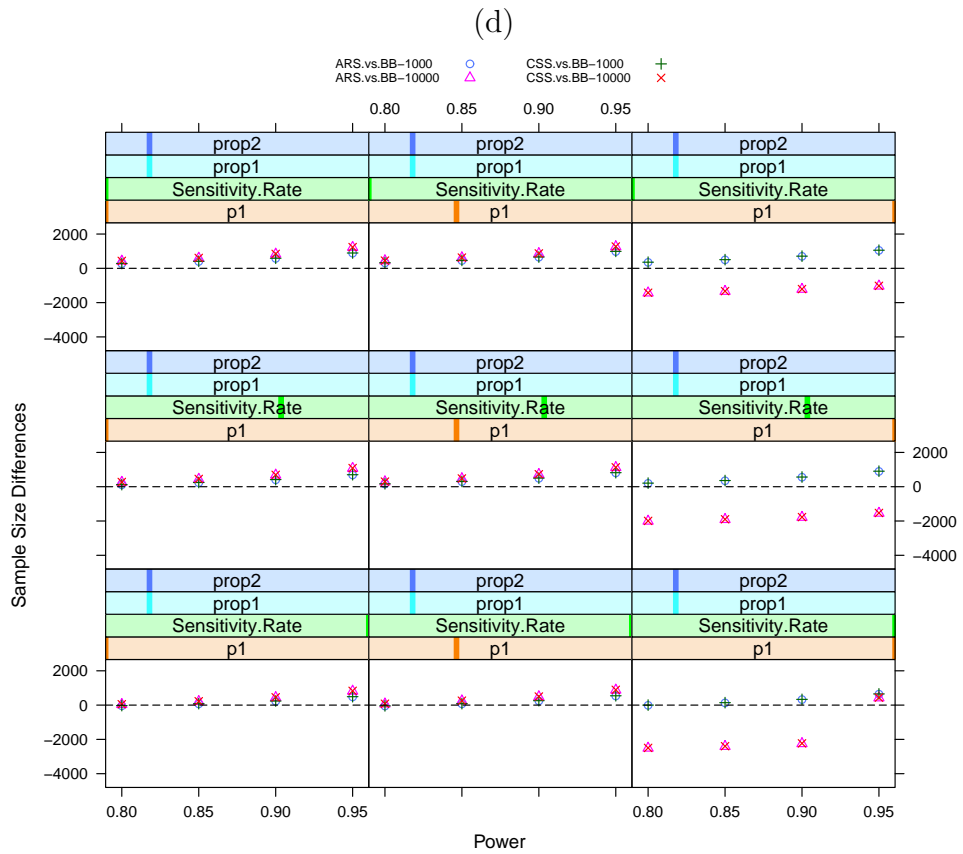 (d)
ARS.vs.BB−1000 CSS.vs.BB−1000
ARS.vs.BB−10000 CSS.vs.BB−10000
0.80 0.85 0.90 0.95
prop2 prop2 prop2
prop1 prop1 prop1
Sensitivity.Rate Sensitivity.Rate Sensitivity.Rate
p1 p1 p1
2000
0
−2000
−4000
prop2 prop2 prop2
prop1 prop1 prop1
Sensitivity.Rate Sensitivity.Rate Sensitivity.Rate
p1 p1 p1
2000
0
−2000
−4000
prop2 prop2 prop2
prop1 prop1 prop1
Sensitivity.Rate Sensitivity.Rate Sensitivity.Rate
p1 p1 p1
2000
0
−2000
−4000
0.80 0.85 0.90 0.95 0.80 0.85 0.90 0.95
Power
Sample Size Differences